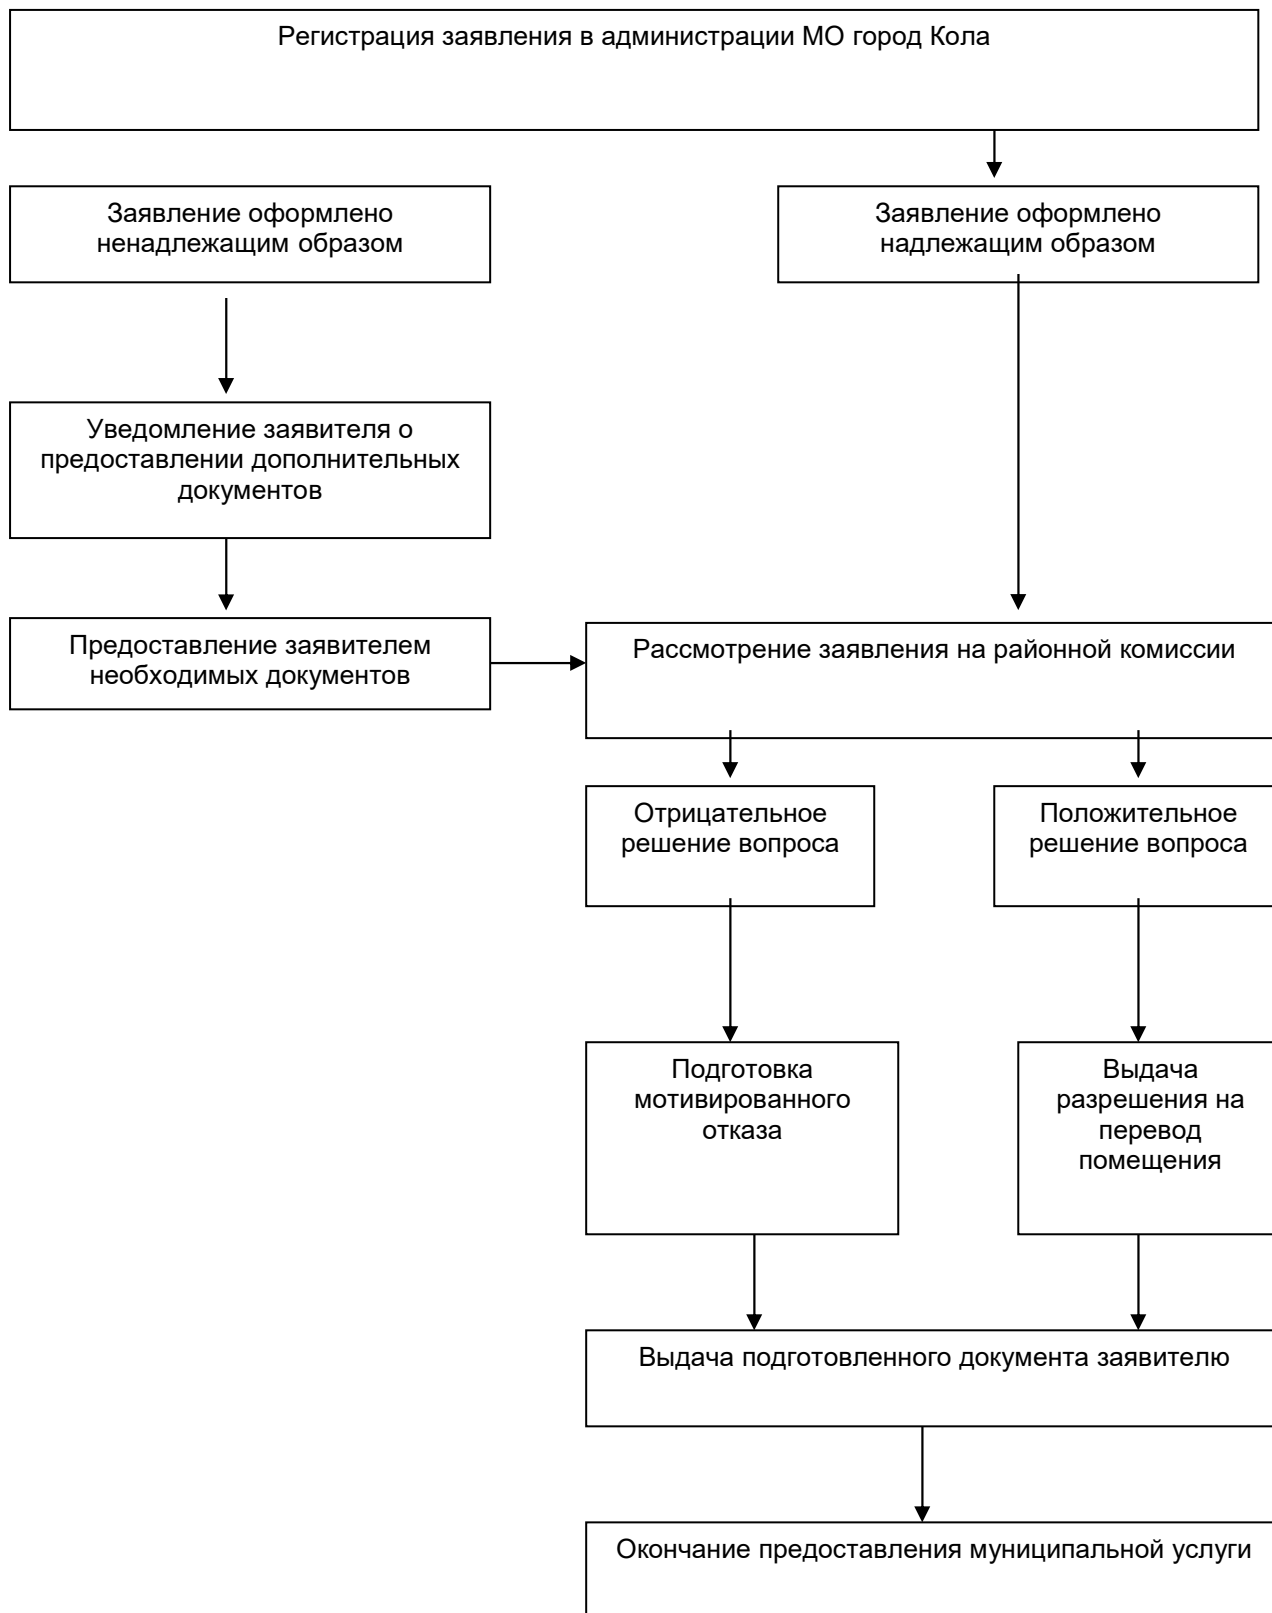 Регистрация заявления в администрации МО город Кола
Заявление оформлено
ненадлежащим образом
Заявление оформлено
надлежащим образом
Уведомление заявителя о
предоставлении дополнительных
документов
Предоставление заявителем
необходимых документов
Рассмотрение заявления на районной комиссии
Отрицательное
решение вопроса
Положительное
решение вопроса
Подготовка
мотивированного
отказа
Выдача
разрешения на
перевод
помещения
Выдача подготовленного документа заявителю
Окончание предоставления муниципальной услуги